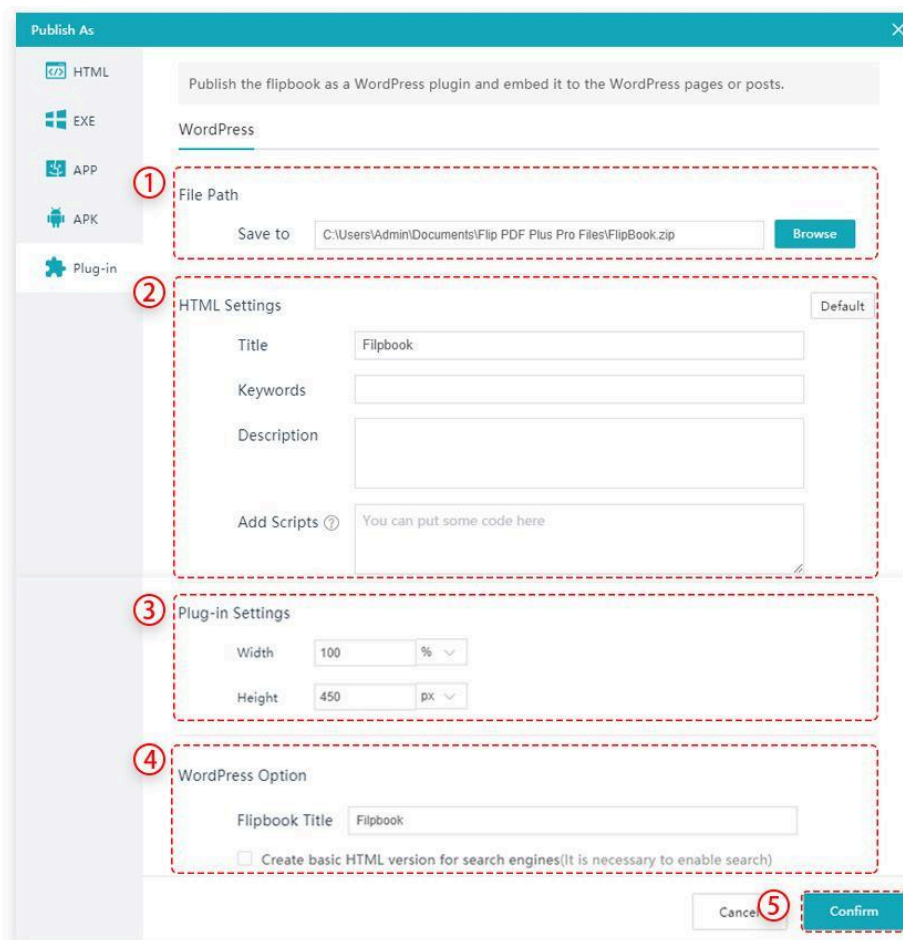 Publish As
HTML
EXE
APP
APK
Plug-in
Publish the flipbook as a WordPress plugin and embed it to the WordPress pages or posts.
WordPress
1
File Path
Save to C:\Users\Admin\Documents\Flip PDF Plus Pro Files\FlipBook.zip Browse
2
HTML Settings Default
Title Filpbook
Keywords
Description
Add Scripts ? You can put some code here
3
Plug-in Settings
Width 100 %
Height 450 px
4
WordPress Option
Flipbook Title Filpbook
Create basic HTML version for search engines(It is necessary to enable search)
5 Confirm